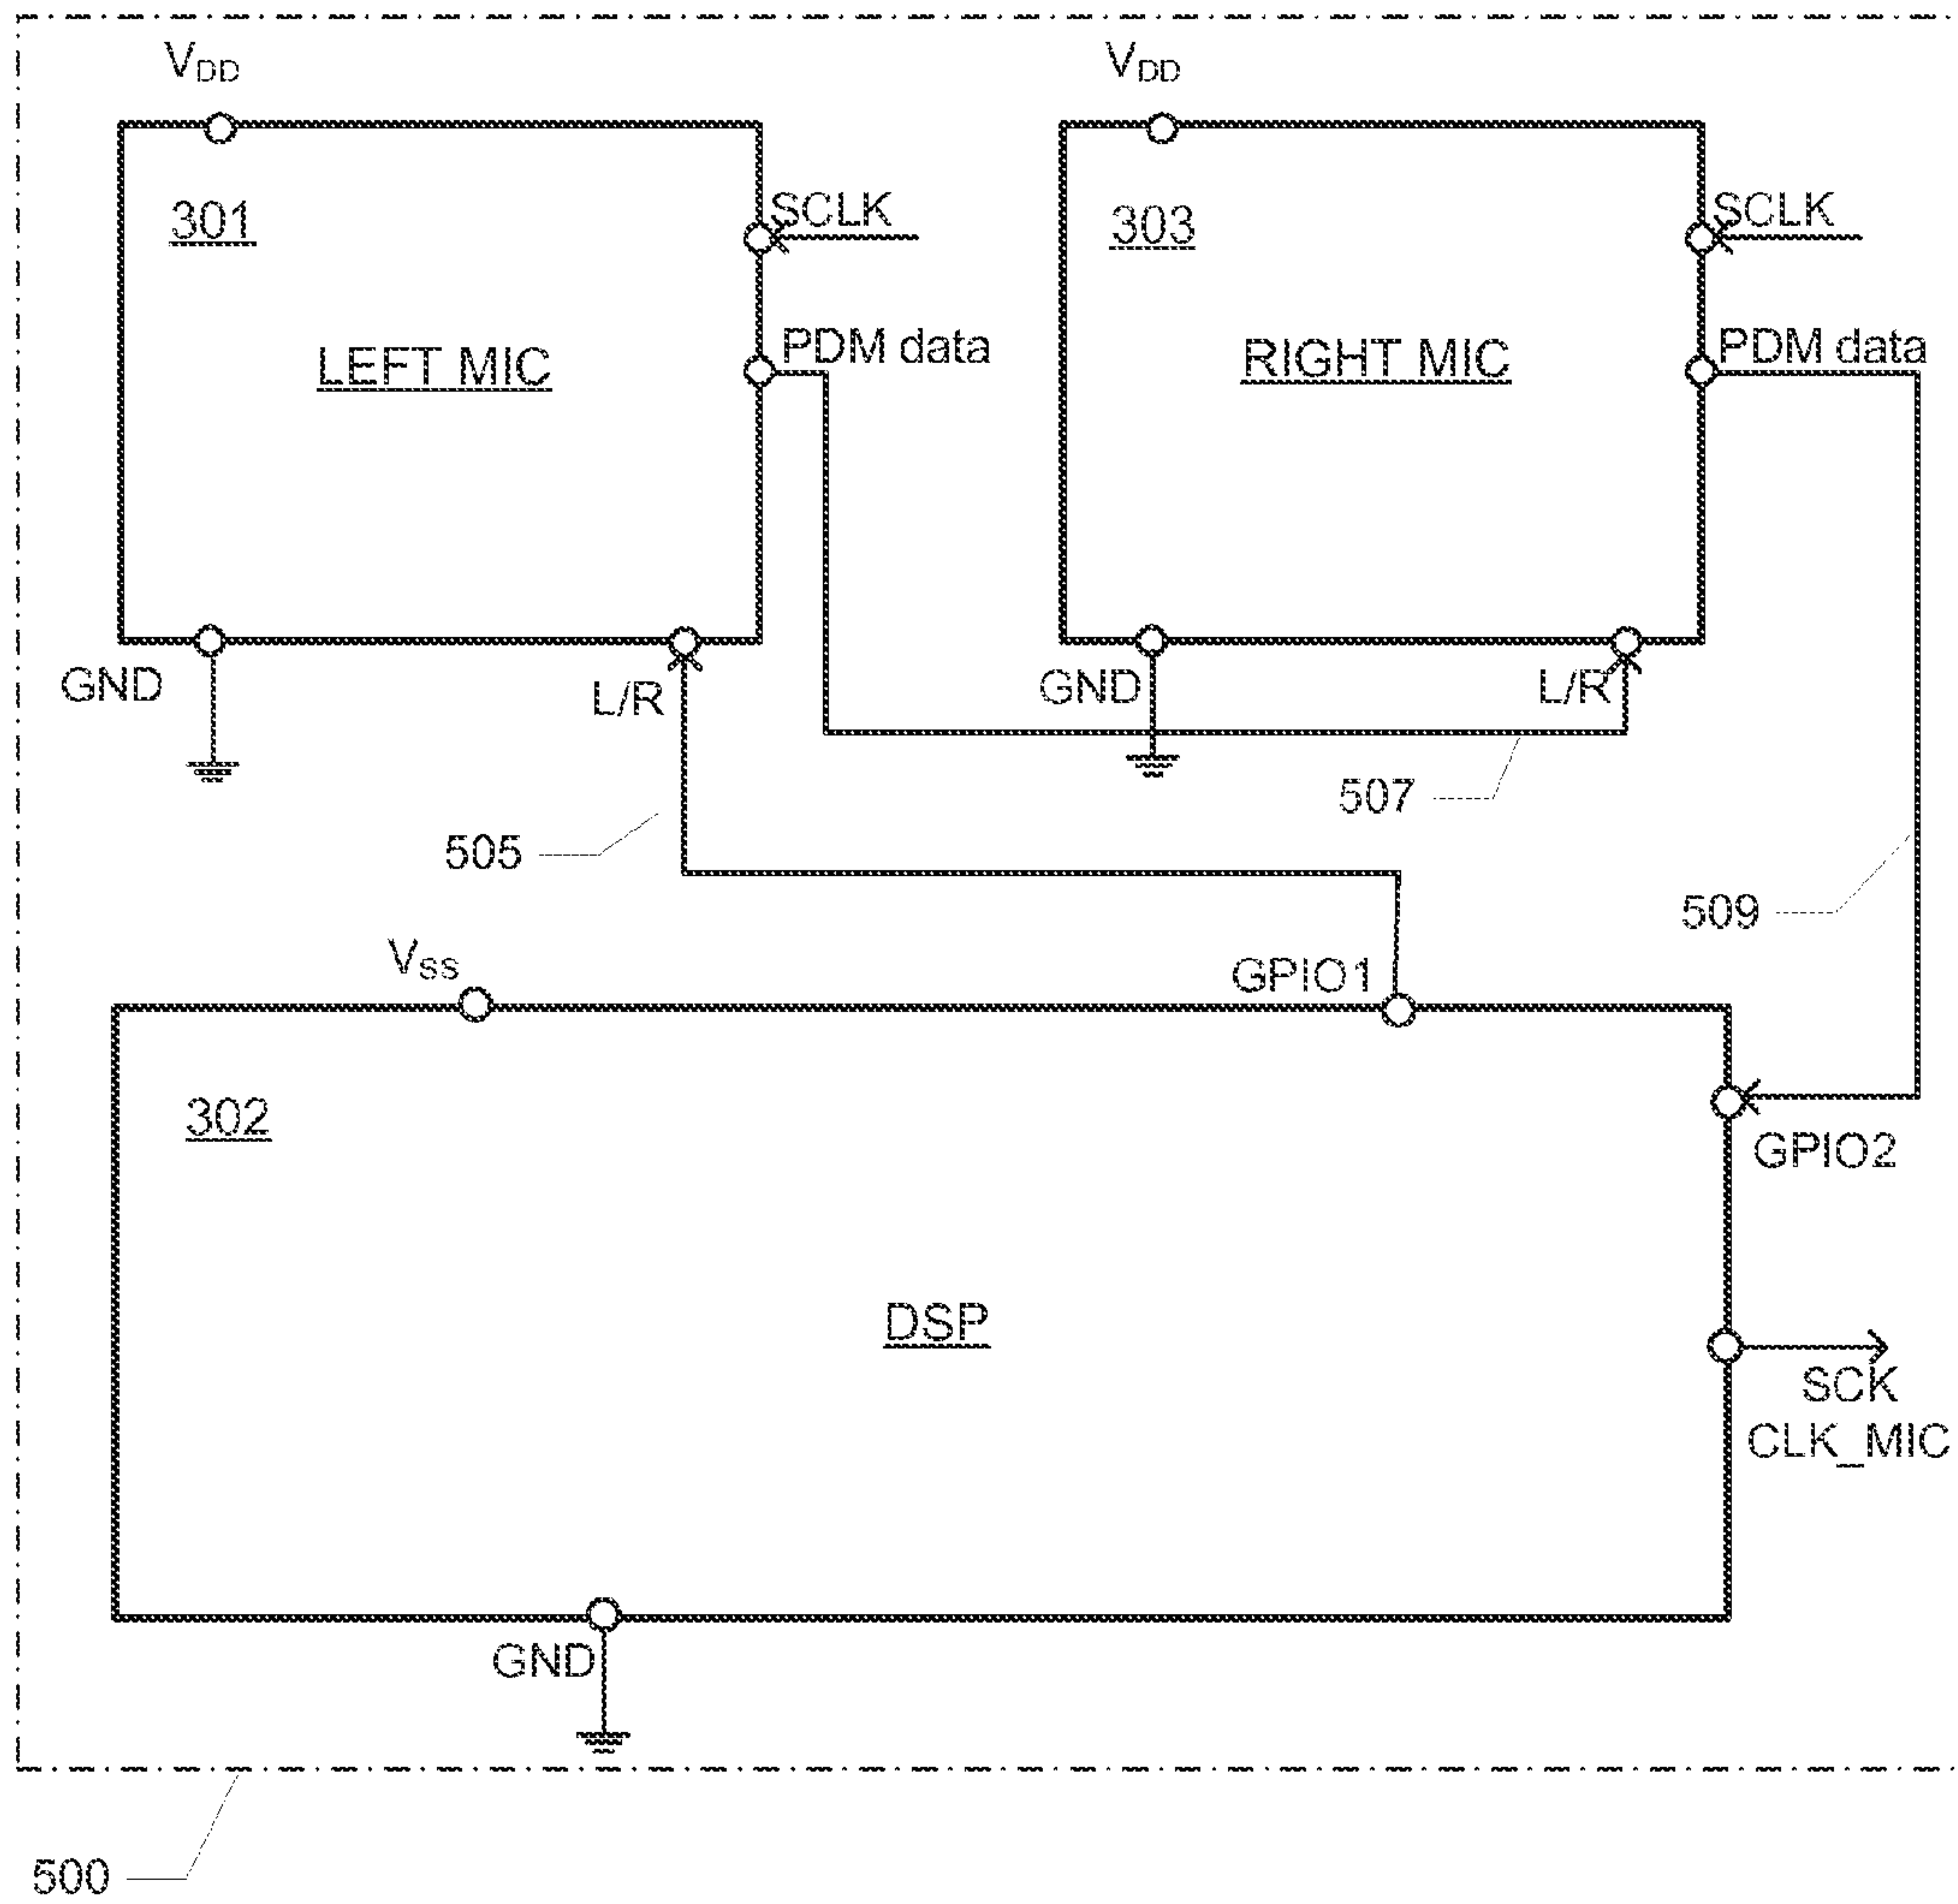 VDD
VDD
301
SCLK
303
SCLK
LEFT MIC
PDM data
RIGHT MIC
PDM data
GND
L/R
GND
L/R
507
505
509
VSS
GPIO1
302
GPIO2
DSP
SCK
CLK_MIC
GND
500